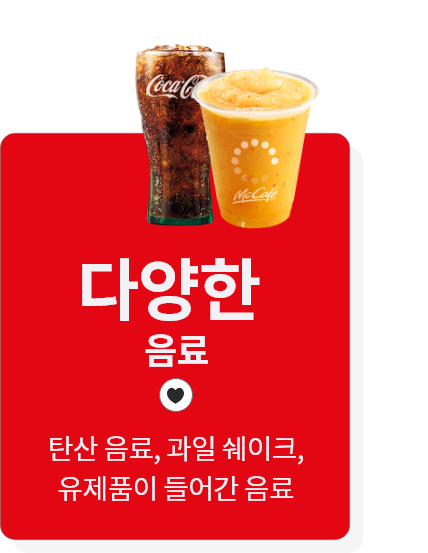 Coca-Co
McCafé
다양한
음료
탄산 음료, 과일 쉐이크,
유제품이 들어간 음료